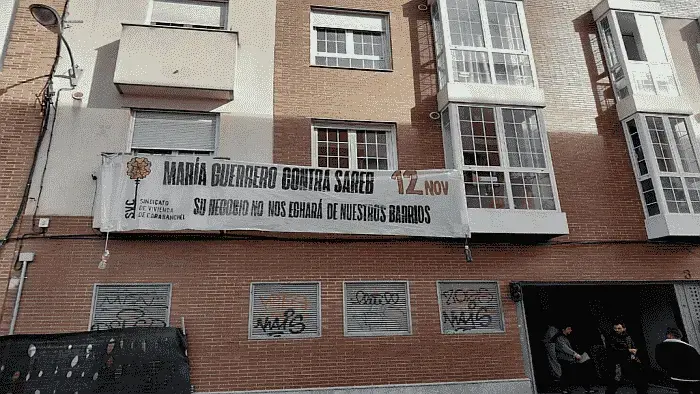 MARÍA GUERRERO CONTRA SAREB 12 NOV
SU NEGOCIO NO NOS ECHARÁ DE NUESTROS BARRIOS
SVC
SINDICATO
DE VIVIENDA
DE CARABANCHEL